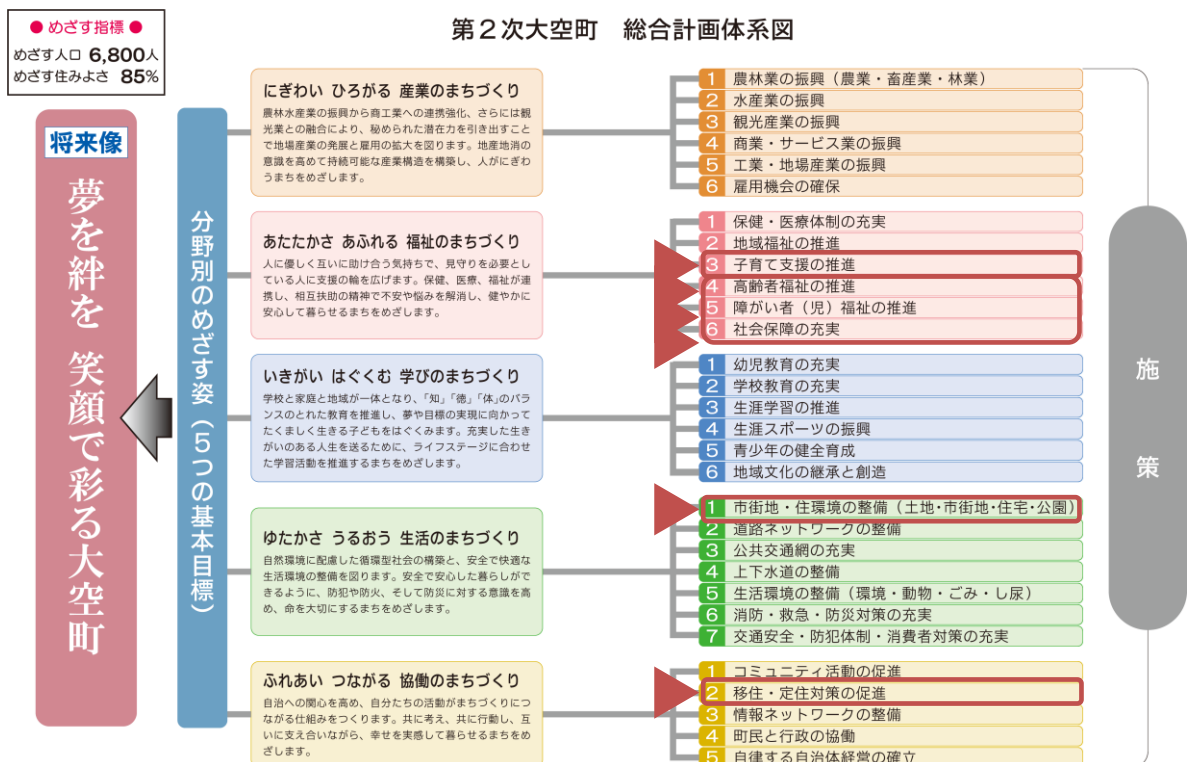 第２次大空町　総合計画体系図
● めざす指標 ●
めざす人口 6,800人
めざす住みよさ 85%
将来像
夢を絆を 笑顔で彩る大空町
分野別のめざす姿（５つの基本目標）
にぎわい ひろがる 産業のまちづくり
農林水産業の振興から商工業への連携強化、さらには観
光業との融合により、秘められた潜在力を引き出すこと
で地場産業の発展と雇用の拡大を図ります。地産地消の
意識を高めて持続可能な産業構造を構築し、人がにぎわ
うまちをめざします。
1 農林業の振興（農業・畜産業・林業）
2 水産業の振興
3 観光産業の振興
4 商業・サービス業の振興
5 工業・地場産業の振興
6 雇用機会の確保
あたたかさ あふれる 福祉のまちづくり
人に優しく互いに助け合う気持ちで、見守りを必要とし
ている人に支援の輪を広げます。保健、医療、福祉が連
携し、相互扶助の精神で不安や悩みを解消し、健やかに
安心して暮らせるまちをめざします。
1 保健・医療体制の充実
2 地域福祉の推進
3 子育て支援の推進
4 高齢者福祉の推進
5 障がい者（児）福祉の推進
6 社会保障の充実
いきがい はぐくむ 学びのまちづくり
学校と家庭と地域が一体となり、「知」「徳」「体」のバラ
ンスのとれた教育を推進し、夢や目標の実現に向かって
たくましく生きる子どもをはぐくみます。充実した生き
がいのある人生を送るために、ライフステージに合わせ
た学習活動を推進するまちをめざします。
1 幼児教育の充実
2 学校教育の充実
3 生涯学習の推進
4 生涯スポーツの振興
5 青少年の健全育成
6 地域文化の継承と創造
ゆたかさ うるおう 生活のまちづくり
自然環境に配慮した循環型社会の構築と、安全で快適な
生活環境の整備を図ります。安全で安心した暮らしがで
きるように、防犯や防火、そして防災に対する意識を高
め、命を大切にするまちをめざします。
1 市街地・住環境の整備（土地・市街地・住宅・公園）
2 道路ネットワークの整備
3 公共交通網の充実
4 上下水道の整備
5 生活環境の整備（環境・動物・ごみ・し尿）
6 消防・救急・防災対策の充実
7 交通安全・防犯体制・消費者対策の充実
ふれあい つながる 協働のまちづくり
自治への関心を高め、自分たちの活動がまちづくりにつ
ながる仕組みをつくります。共に考え、共に行動し、互
いに支え合いながら、幸せを実感して暮らせるまちをめ
ざします。
1 コミュニティ活動の促進
2 移住・定住対策の促進
3 情報ネットワークの整備
4 町民と行政の協働
5 自律する自治体経営の確立
施策